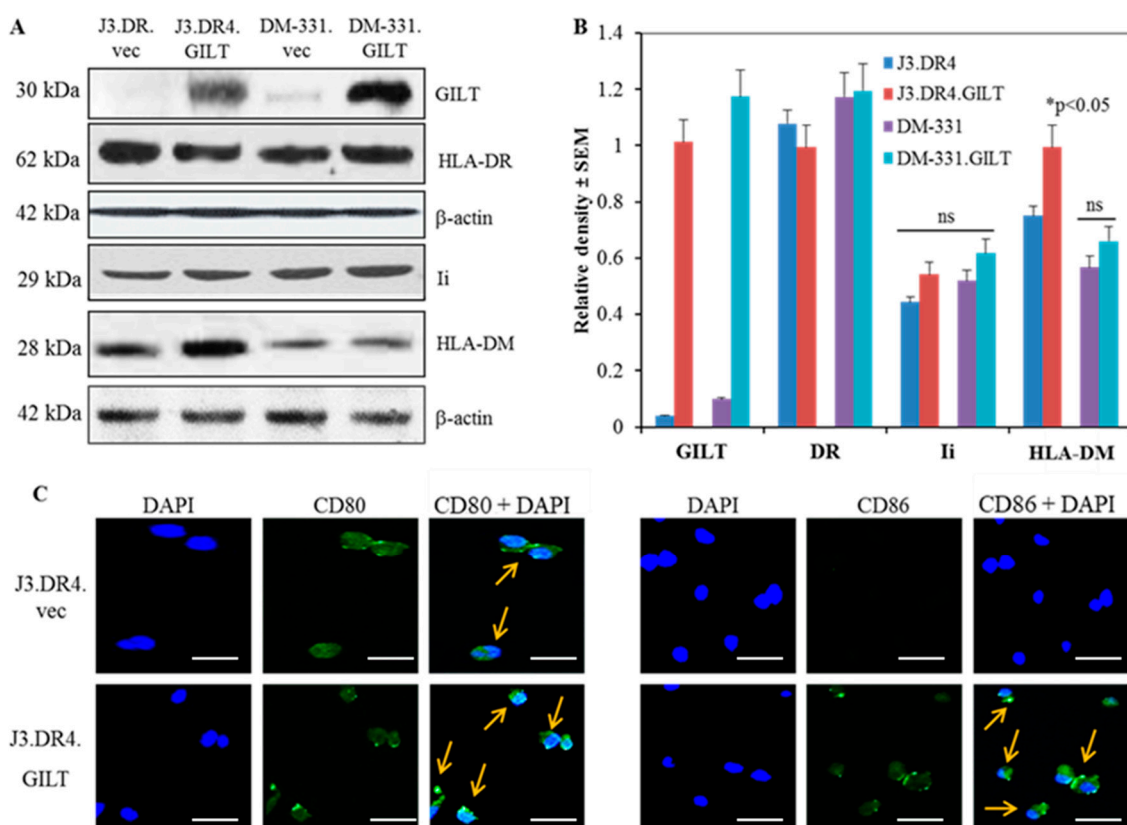 A
J3.DR. J3.DR4. DM-331. DM-331.
vec GILT vec GILT
30 kDa GILT
62 kDa HLA-DR
42 kDa β-actin
29 kDa Ii
28 kDa HLA-DM
42 kDa β-actin
B
Relative density ± SEM
1.4
1.2
1
0.8
0.6
0.4
0.2
0
J3.DR4
J3.DR4.GILT
DM-331
DM-331.GILT
*p<0.05
ns
ns
GILT DR Ii HLA-DM
C
DAPI CD80 CD80 + DAPI DAPI CD86 CD86 + DAPI
J3.DR4.
vec
J3.DR4.
GILT